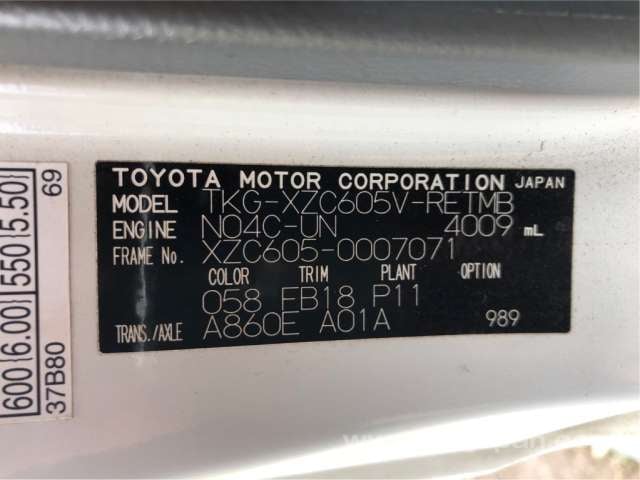 TOYOTA MOTOR CORPORATION JAPAN
MODEL TKG-XZC605V-RETMB
ENGINE N04C-UN 4009 mL
FRAME No. XZC605-0007071
COLOR TRIM PLANT OPTION
058 FB18 P11
TRANS./AXLE A860E A01A 989
600{6.00} 550{5.50}
37B80 69